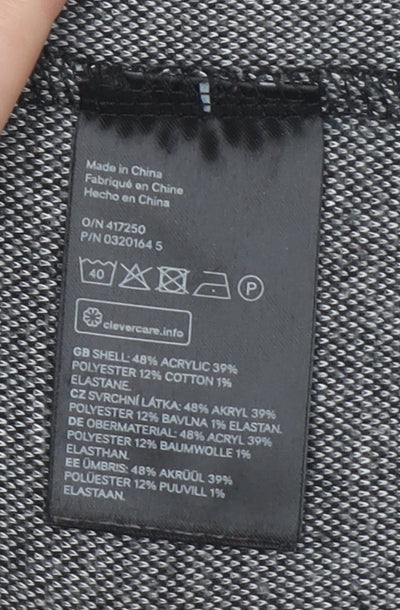 Made in China
Fabriqué en Chine
Hecho en China
O/N 417250
P/N 0320164 5
40 P
clevercare.info
GB SHELL: 48% ACRYLIC 39%
POLYESTER 12% COTTON 1%
ELASTANE.
CZ SVRCHNÍ LÁTKA: 48% AKRYL 39%
POLYESTER 12% BAVLNA 1% ELASTAN.
DE OBERMATERIAL: 48% ACRYL 39%
POLYESTER 12% BAUMWOLLE 1%
ELASTHAN.
EE ÜMBRIS: 48% AKRÜÜL 39%
POLÜESTER 12% PUUVILL 1%
ELASTAAN.